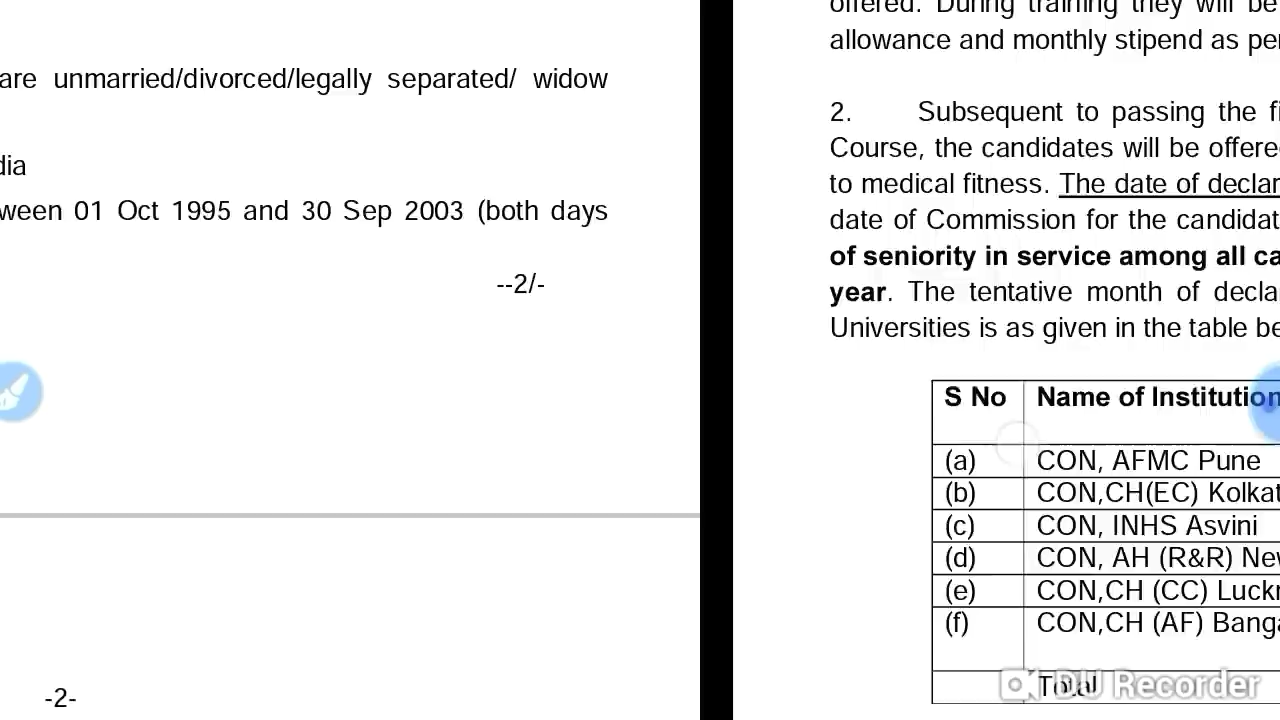 are unmarried/divorced/legally separated/ widow
dia
ween 01 Oct 1995 and 30 Sep 2003 (both days
--2/-
-2-
offered. During training they will be
allowance and monthly stipend as per
2. Subsequent to passing the fi
Course, the candidates will be offere
to medical fitness. The date of declar
date of Commission for the candidat
of seniority in service among all ca
year. The tentative month of decla
Universities is as given in the table be
S No Name of Institution
(a) CON, AFMC Pune
(b) CON,CH(EC) Kolkat
(c) CON, INHS Asvini
(d) CON, AH (R&R) New
(e) CON,CH (CC) Luckn
(f) CON,CH (AF) Banga
Total
DU Recorder